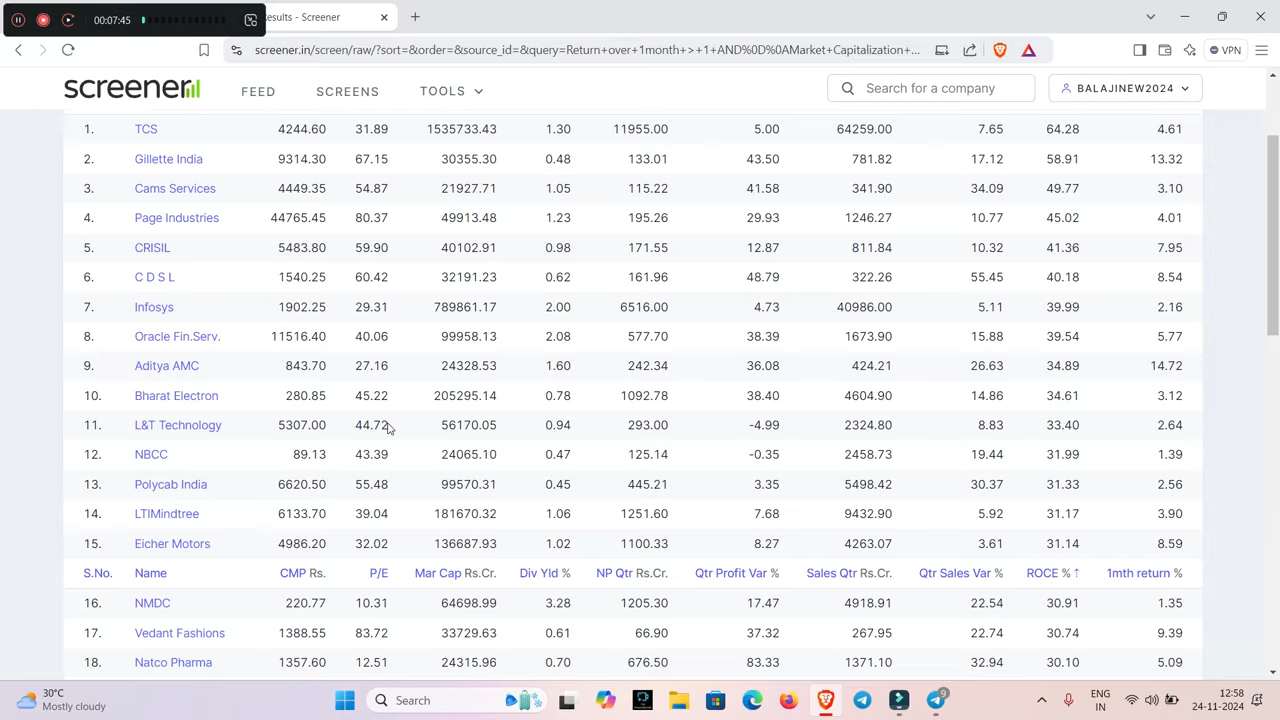 00:07:45
esults - Screener
screener.in/screen/raw/?sort=&order=&source_id=&query=Return+over+1month+>+1+AND%0D%0AMarket+Capitalization+...
VPN
screener
FEED
SCREENS
TOOLS
Search for a company
BALAJINEW2024
1. TCS 4244.60 31.89 1535733.43 1.30 11955.00 5.00 64259.00 7.65 64.28 4.61
2. Gillette India 9314.30 67.15 30355.30 0.48 133.01 43.50 781.82 17.12 58.91 13.32
3. Cams Services 4449.35 54.87 21927.71 1.05 115.22 41.58 341.90 34.09 49.77 3.10
4. Page Industries 44765.45 80.37 49913.48 1.23 195.26 29.93 1246.27 10.77 45.02 4.01
5. CRISIL 5483.80 59.90 40102.91 0.98 171.55 12.87 811.84 10.32 41.36 7.95
6. C D S L 1540.25 60.42 32191.23 0.62 161.96 48.79 322.26 55.45 40.18 8.54
7. Infosys 1902.25 29.31 789861.17 2.00 6516.00 4.73 40986.00 5.11 39.99 2.16
8. Oracle Fin.Serv. 11516.40 40.06 99958.13 2.08 577.70 38.39 1673.90 15.88 39.54 5.77
9. Aditya AMC 843.70 27.16 24328.53 1.60 242.34 36.08 424.21 26.63 34.89 14.72
10. Bharat Electron 280.85 45.22 205295.14 0.78 1092.78 38.40 4604.90 14.86 34.61 3.12
11. L&T Technology 5307.00 44.72 56170.05 0.94 293.00 -4.99 2324.80 8.83 33.40 2.64
12. NBCC 89.13 43.39 24065.10 0.47 125.14 -0.35 2458.73 19.44 31.99 1.39
13. Polycab India 6620.50 55.48 99570.31 0.45 445.21 3.35 5498.42 30.37 31.33 2.56
14. LTIMindtree 6133.70 39.04 181670.32 1.06 1251.60 7.68 9432.90 5.92 31.17 3.90
15. Eicher Motors 4986.20 32.02 136687.93 1.02 1100.33 8.27 4263.07 3.61 31.14 8.59
S.No. Name CMP Rs. P/E Mar Cap Rs.Cr. Div Yld % NP Qtr Rs.Cr. Qtr Profit Var % Sales Qtr Rs.Cr. Qtr Sales Var % ROCE % ↑ 1mth return %
16. NMDC 220.77 10.31 64698.99 3.28 1205.30 17.47 4918.91 22.54 30.91 1.35
17. Vedant Fashions 1388.55 83.72 33729.63 0.61 66.90 37.32 267.95 22.74 30.74 9.39
18. Natco Pharma 1357.60 12.51 24315.96 0.70 676.50 83.33 1371.10 32.94 30.10 5.09
30°C
Mostly cloudy
Search
9
ENG
IN
12:58
24-11-2024